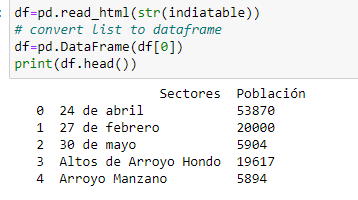 df=pd.read_html(str(indiatable))
# convert list to dataframe
df=pd.DataFrame(df[0])
print(df.head())
Sectores Población
0 24 de abril 53870
1 27 de febrero 20000
2 30 de mayo 5904
3 Altos de Arroyo Hondo 19617
4 Arroyo Manzano 5894